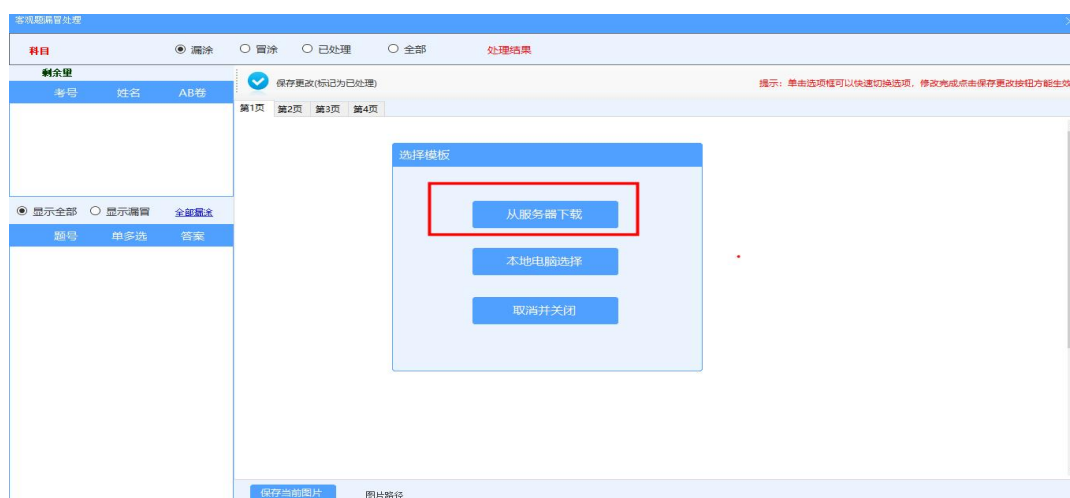 客观题漏冒处理
科目 漏涂 冒涂 已处理 全部 处理结果
剩余量
考号 姓名 AB卷
保存更改(标记为已处理) 提示：单击选项框可以快速切换选项，修改完成点击保存更改按钮方能生效
第1页 第2页 第3页 第4页
选择模板
从服务器下载
显示全部 显示漏冒
题号 单多选 答案
本地电脑选择
取消并关闭
保存当前图片 图片路径